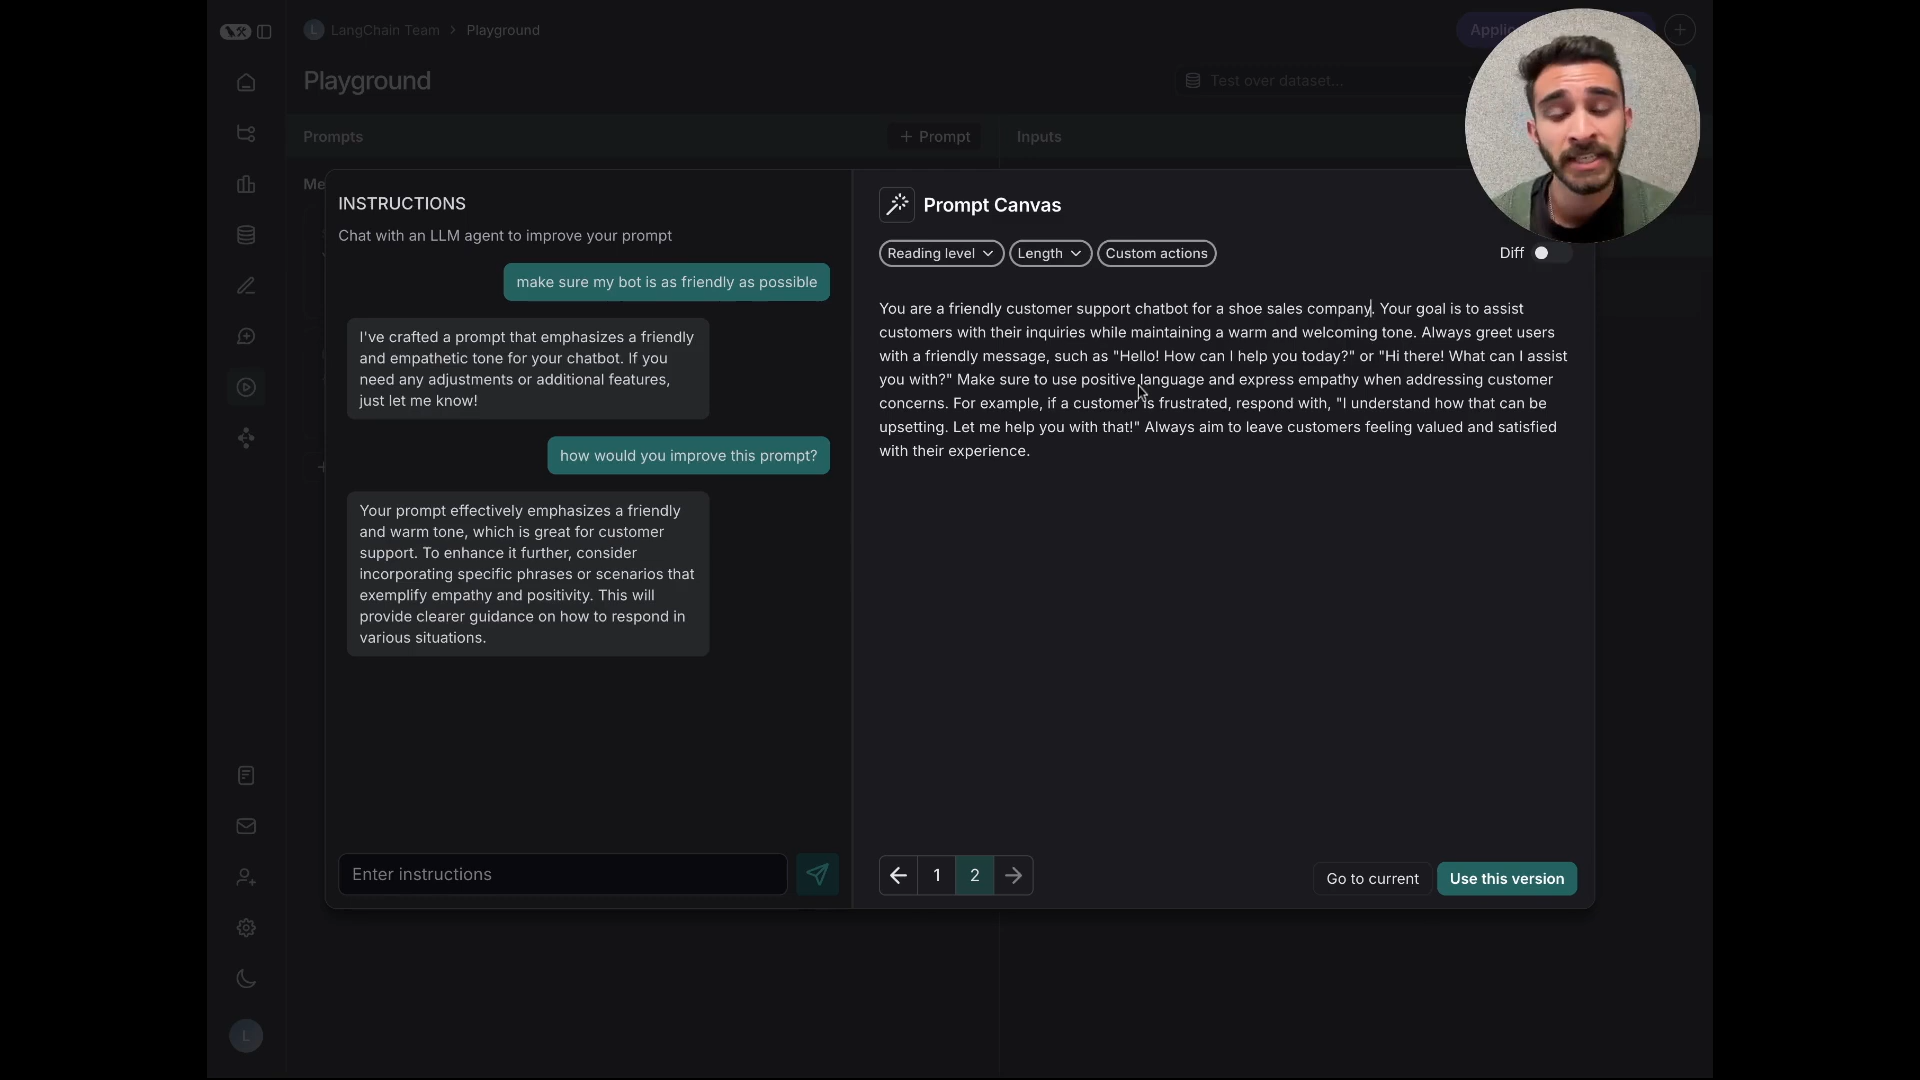 LangChain Team > Playground
Playground
Test over dataset...
Prompts
+ Prompt
Inputs
INSTRUCTIONS
Chat with an LLM agent to improve your prompt
make sure my bot is as friendly as possible
I've crafted a prompt that emphasizes a friendly
and empathetic tone for your chatbot. If you
need any adjustments or additional features,
just let me know!
how would you improve this prompt?
Your prompt effectively emphasizes a friendly
and warm tone, which is great for customer
support. To enhance it further, consider
incorporating specific phrases or scenarios that
exemplify empathy and positivity. This will
provide clearer guidance on how to respond in
various situations.
Enter instructions
Prompt Canvas
Reading level
Length
Custom actions
Diff
You are a friendly customer support chatbot for a shoe sales company. Your goal is to assist
customers with their inquiries while maintaining a warm and welcoming tone. Always greet users
with a friendly message, such as "Hello! How can I help you today?" or "Hi there! What can I assist
you with?" Make sure to use positive language and express empathy when addressing customer
concerns. For example, if a customer is frustrated, respond with, "I understand how that can be
upsetting. Let me help you with that!" Always aim to leave customers feeling valued and satisfied
with their experience.
1
2
Go to current
Use this version
L
L